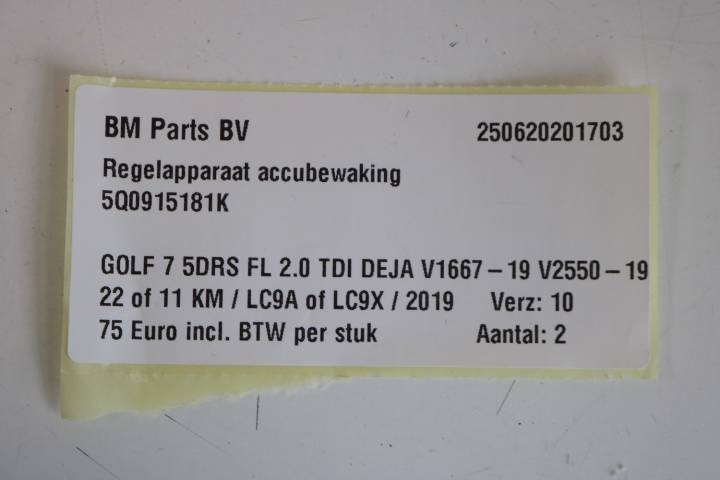 BM Parts BV 250620201703
Regelapparaat accubewaking
5Q0915181K
GOLF 7 5DRS FL 2.0 TDI DEJA V1667 – 19 V2550 – 19
22 of 11 KM / LC9A of LC9X / 2019 Verz: 10
75 Euro incl. BTW per stuk Aantal: 2